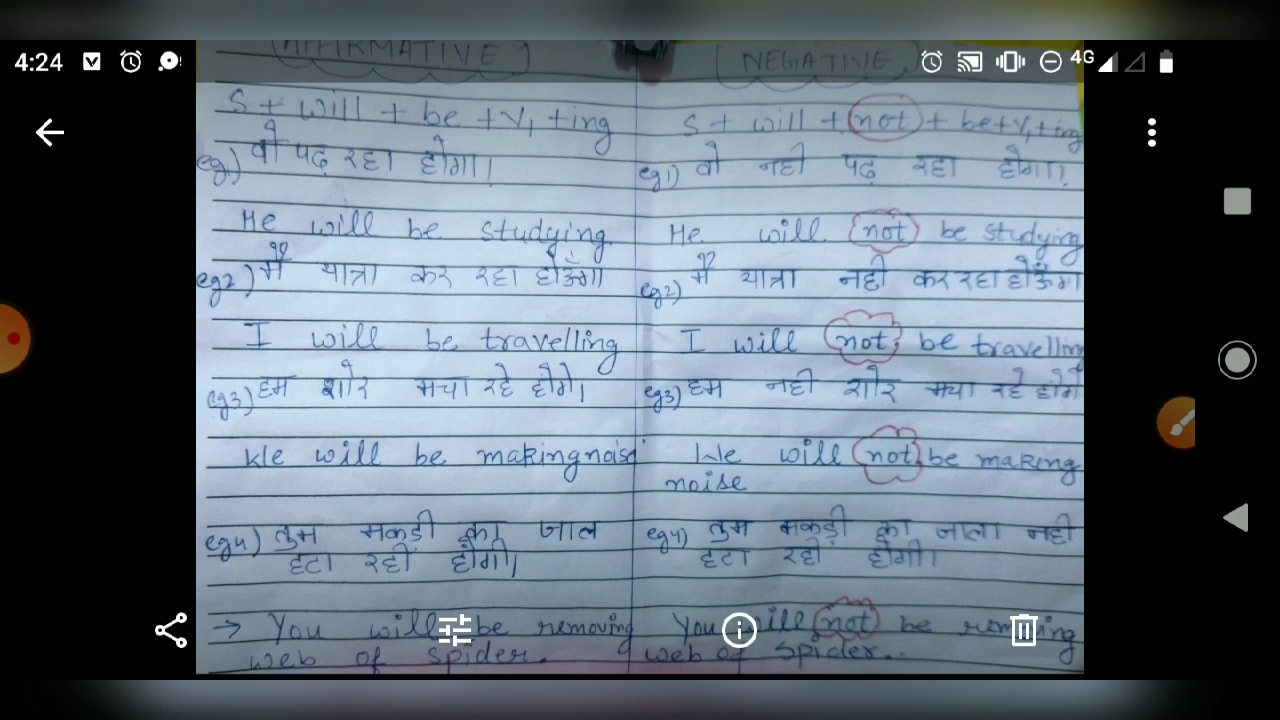 4:24
4G
AFFIRMATIVE
S + will + be + V1 + ing
eg1) वो पढ़ रहा होगा।
He will be studying
eg2) मैं यात्रा कर रहा होऊंगा
I will be travelling
eg3) हम शोर मचा रहे होंगे।
We will be making noise
eg4) तुम मकड़ी का जाल
हटा रहीं होंगी।
→ You will be removing
web of spider.
NEGATIVE
S + will + not + be + V1 + ing
eg1) वो नही पढ़ रहा होगा।
He will not be studying
eg2) मैं यात्रा नही कर रहा होऊँगा
I will not be travelling
eg3) हम नही शोर मचा रहे होंगे
We will not be making
noise
eg4) तुम मकड़ी का जाला नही
हटा रही होंगी।
You will not be removing
web of spider..